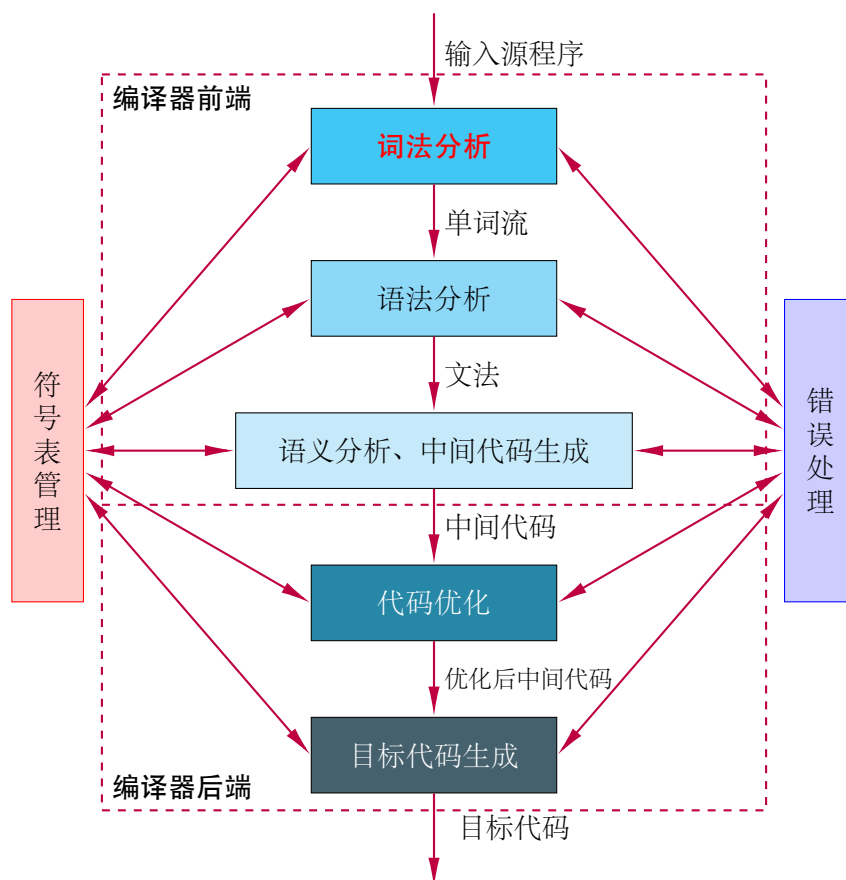 输入源程序
编译器前端
词法分析
单词流
语法分析
文法
符号表管理
错误处理
语义分析、中间代码生成
中间代码
代码优化
优化后中间代码
目标代码生成
编译器后端
目标代码